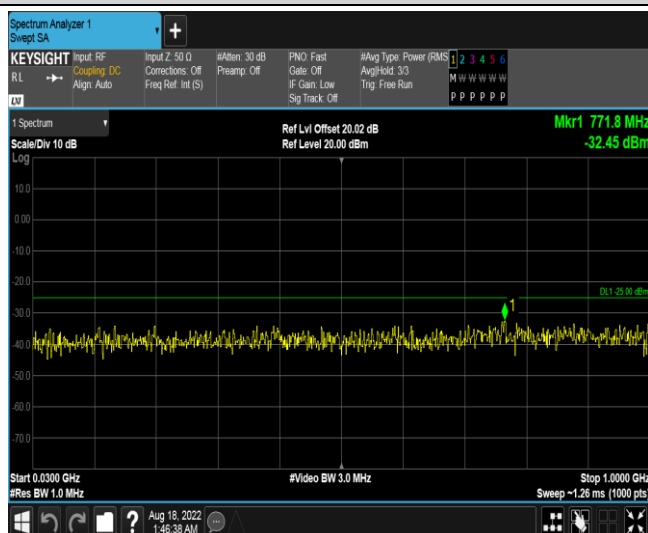 Spectrum Analyzer 1
Swept SA
+
KEYSIGHT Input: RF Input Z: 50 Ω #Atten: 30 dB PNO: Fast #Avg Type: Power (RMS 1 2 3 4 5 6
RL Coupling: DC Corrections: Off Preamp: Off Gate: Off Avg|Hold: 3/3 M W W W W W
Align: Auto Freq Ref: Int (S) IF Gain: Low Trig: Free Run
LXI Sig Track: Off P P P P P P
1 Spectrum Ref Lvl Offset 20.02 dB Mkr1 771.8 MHz
Scale/Div 10 dB Ref Level 20.00 dBm -32.45 dBm
Log
10.0
0.00
-10.0
-20.0
DL1 -25.00 dBm
1
-30.0
-40.0
-50.0
-60.0
-70.0
Start 0.0300 GHz #Video BW 3.0 MHz Stop 1.0000 GHz
#Res BW 1.0 MHz Sweep ~1.26 ms (1000 pts)
? Aug 18, 2022
1:46:38 AM